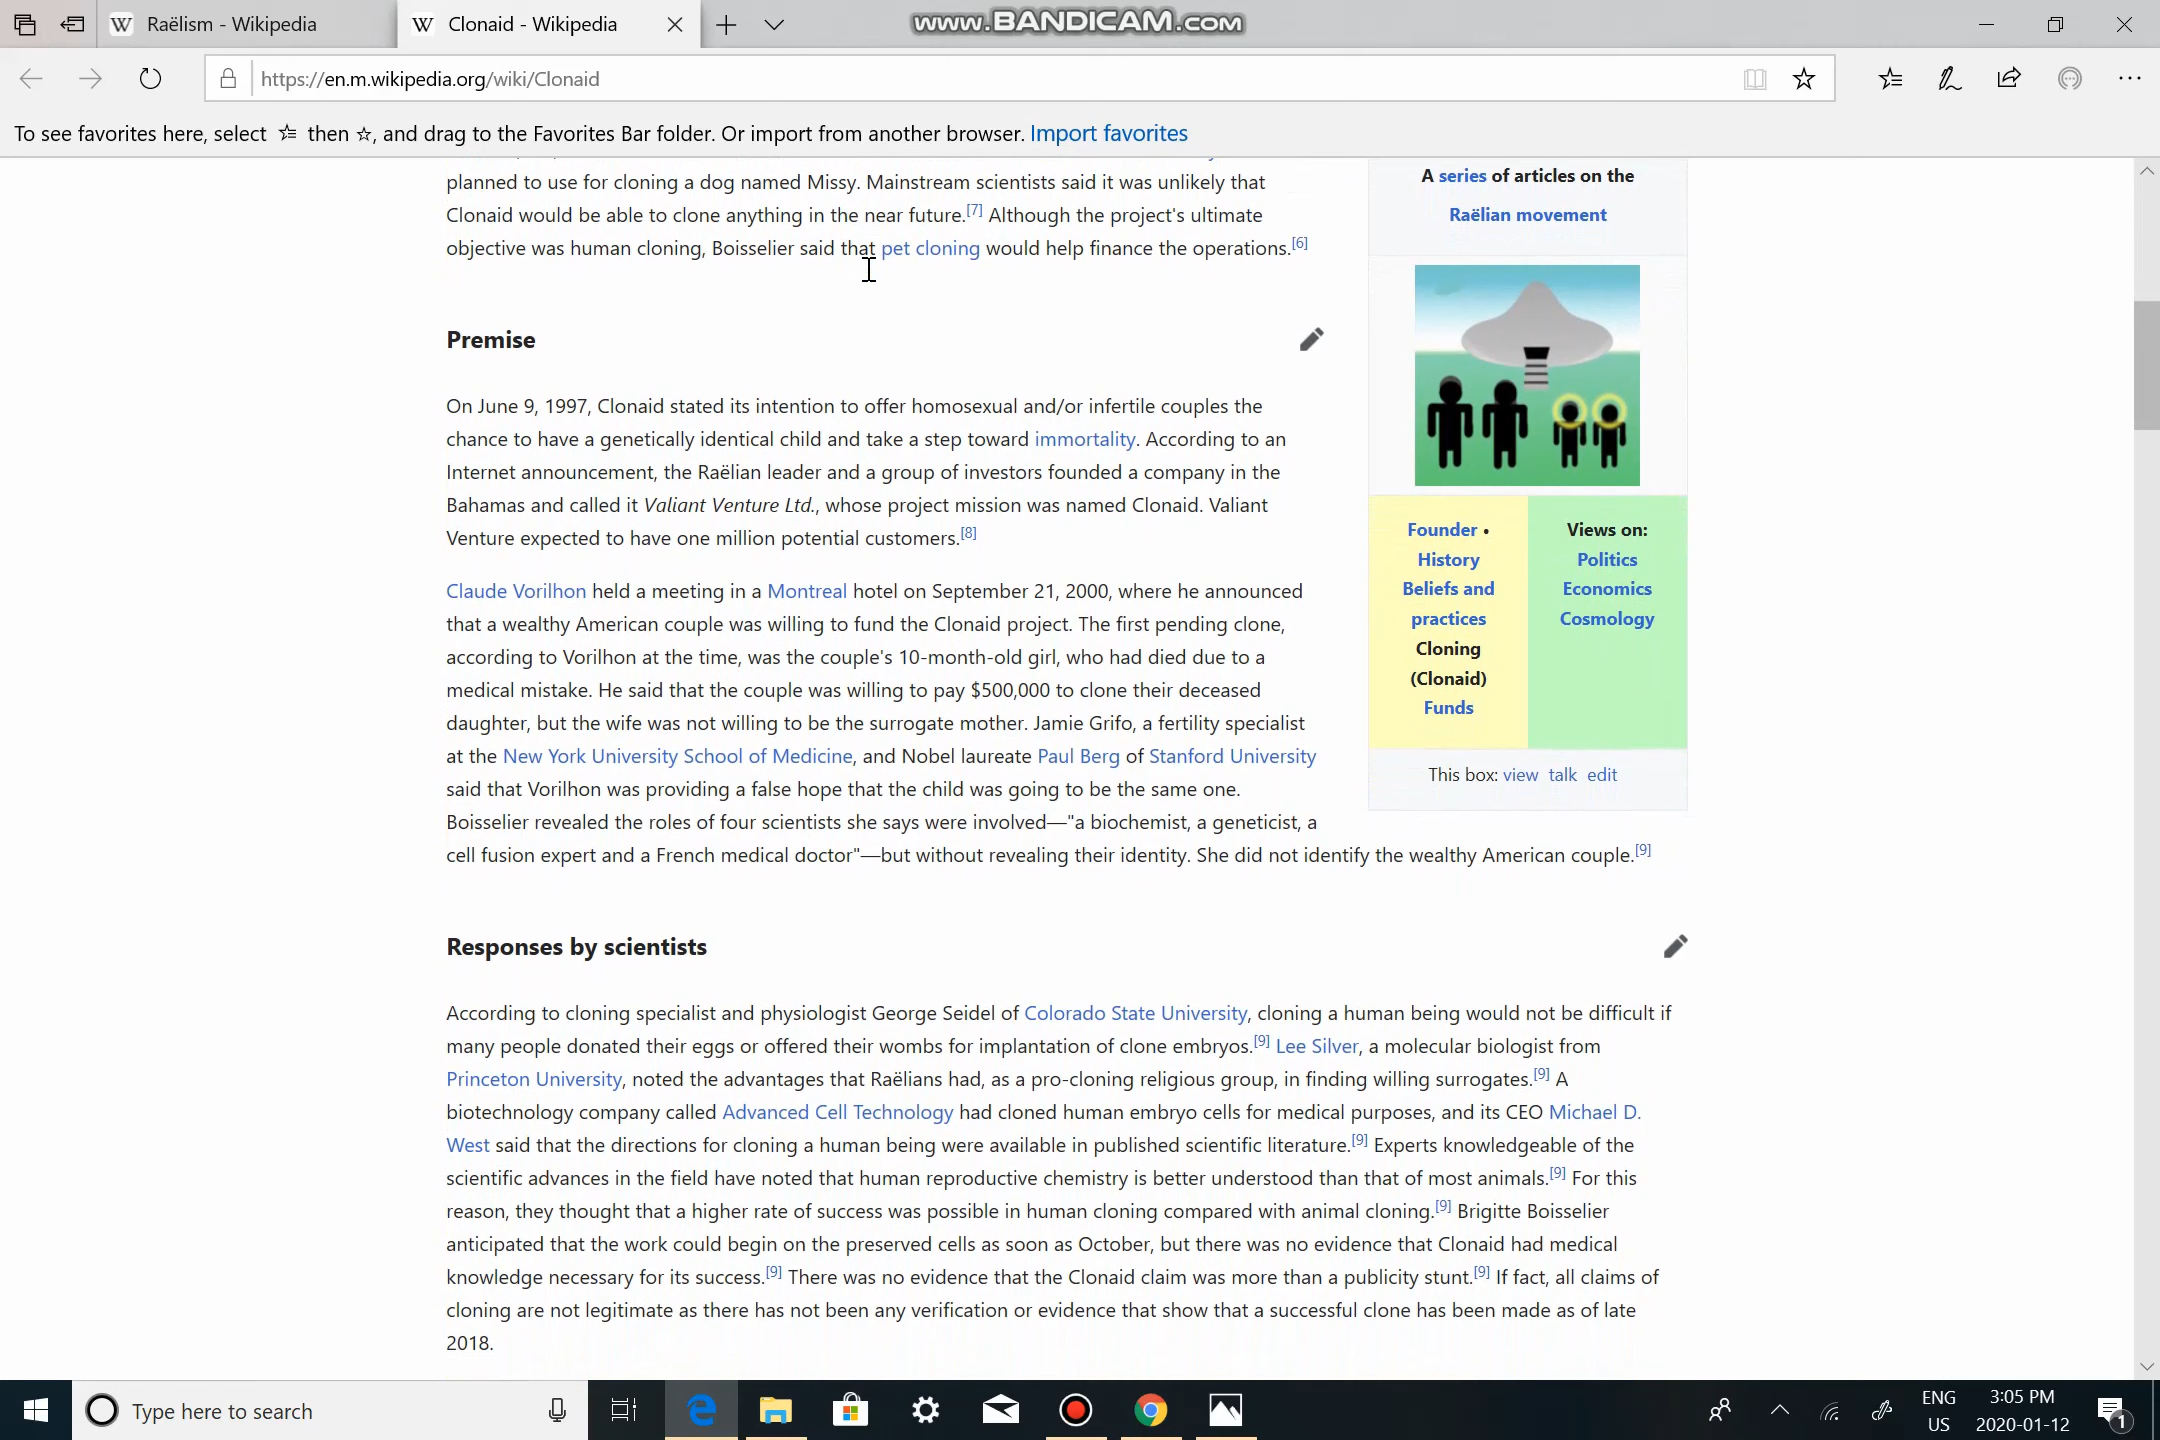 Raëlism - Wikipedia
Clonaid - Wikipedia
www.BANDICAM.com
https://en.m.wikipedia.org/wiki/Clonaid
To see favorites here, select then ☆, and drag to the Favorites Bar folder. Or import from another browser. Import favorites
planned to use for cloning a dog named Missy. Mainstream scientists said it was unlikely that
Clonaid would be able to clone anything in the near future.[7] Although the project's ultimate
objective was human cloning, Boisselier said that pet cloning would help finance the operations.[6]
Premise
On June 9, 1997, Clonaid stated its intention to offer homosexual and/or infertile couples the
chance to have a genetically identical child and take a step toward immortality. According to an
Internet announcement, the Raëlian leader and a group of investors founded a company in the
Bahamas and called it Valiant Venture Ltd., whose project mission was named Clonaid. Valiant
Venture expected to have one million potential customers.[8]
Claude Vorilhon held a meeting in a Montreal hotel on September 21, 2000, where he announced
that a wealthy American couple was willing to fund the Clonaid project. The first pending clone,
according to Vorilhon at the time, was the couple's 10-month-old girl, who had died due to a
medical mistake. He said that the couple was willing to pay $500,000 to clone their deceased
daughter, but the wife was not willing to be the surrogate mother. Jamie Grifo, a fertility specialist
at the New York University School of Medicine, and Nobel laureate Paul Berg of Stanford University
said that Vorilhon was providing a false hope that the child was going to be the same one.
Boisselier revealed the roles of four scientists she says were involved—"a biochemist, a geneticist, a
cell fusion expert and a French medical doctor"—but without revealing their identity. She did not identify the wealthy American couple.[9]
A series of articles on the
Raëlian movement
Founder •
History
Beliefs and
practices
Cloning
(Clonaid)
Funds
Views on:
Politics
Economics
Cosmology
This box: view talk edit
Responses by scientists
According to cloning specialist and physiologist George Seidel of Colorado State University, cloning a human being would not be difficult if
many people donated their eggs or offered their wombs for implantation of clone embryos.[9] Lee Silver, a molecular biologist from
Princeton University, noted the advantages that Raëlians had, as a pro-cloning religious group, in finding willing surrogates.[9] A
biotechnology company called Advanced Cell Technology had cloned human embryo cells for medical purposes, and its CEO Michael D.
West said that the directions for cloning a human being were available in published scientific literature.[9] Experts knowledgeable of the
scientific advances in the field have noted that human reproductive chemistry is better understood than that of most animals.[9] For this
reason, they thought that a higher rate of success was possible in human cloning compared with animal cloning.[9] Brigitte Boisselier
anticipated that the work could begin on the preserved cells as soon as October, but there was no evidence that Clonaid had medical
knowledge necessary for its success.[9] There was no evidence that the Clonaid claim was more than a publicity stunt.[9] If fact, all claims of
cloning are not legitimate as there has not been any verification or evidence that show that a successful clone has been made as of late
2018.
Type here to search
ENG
US
3:05 PM
2020-01-12
1